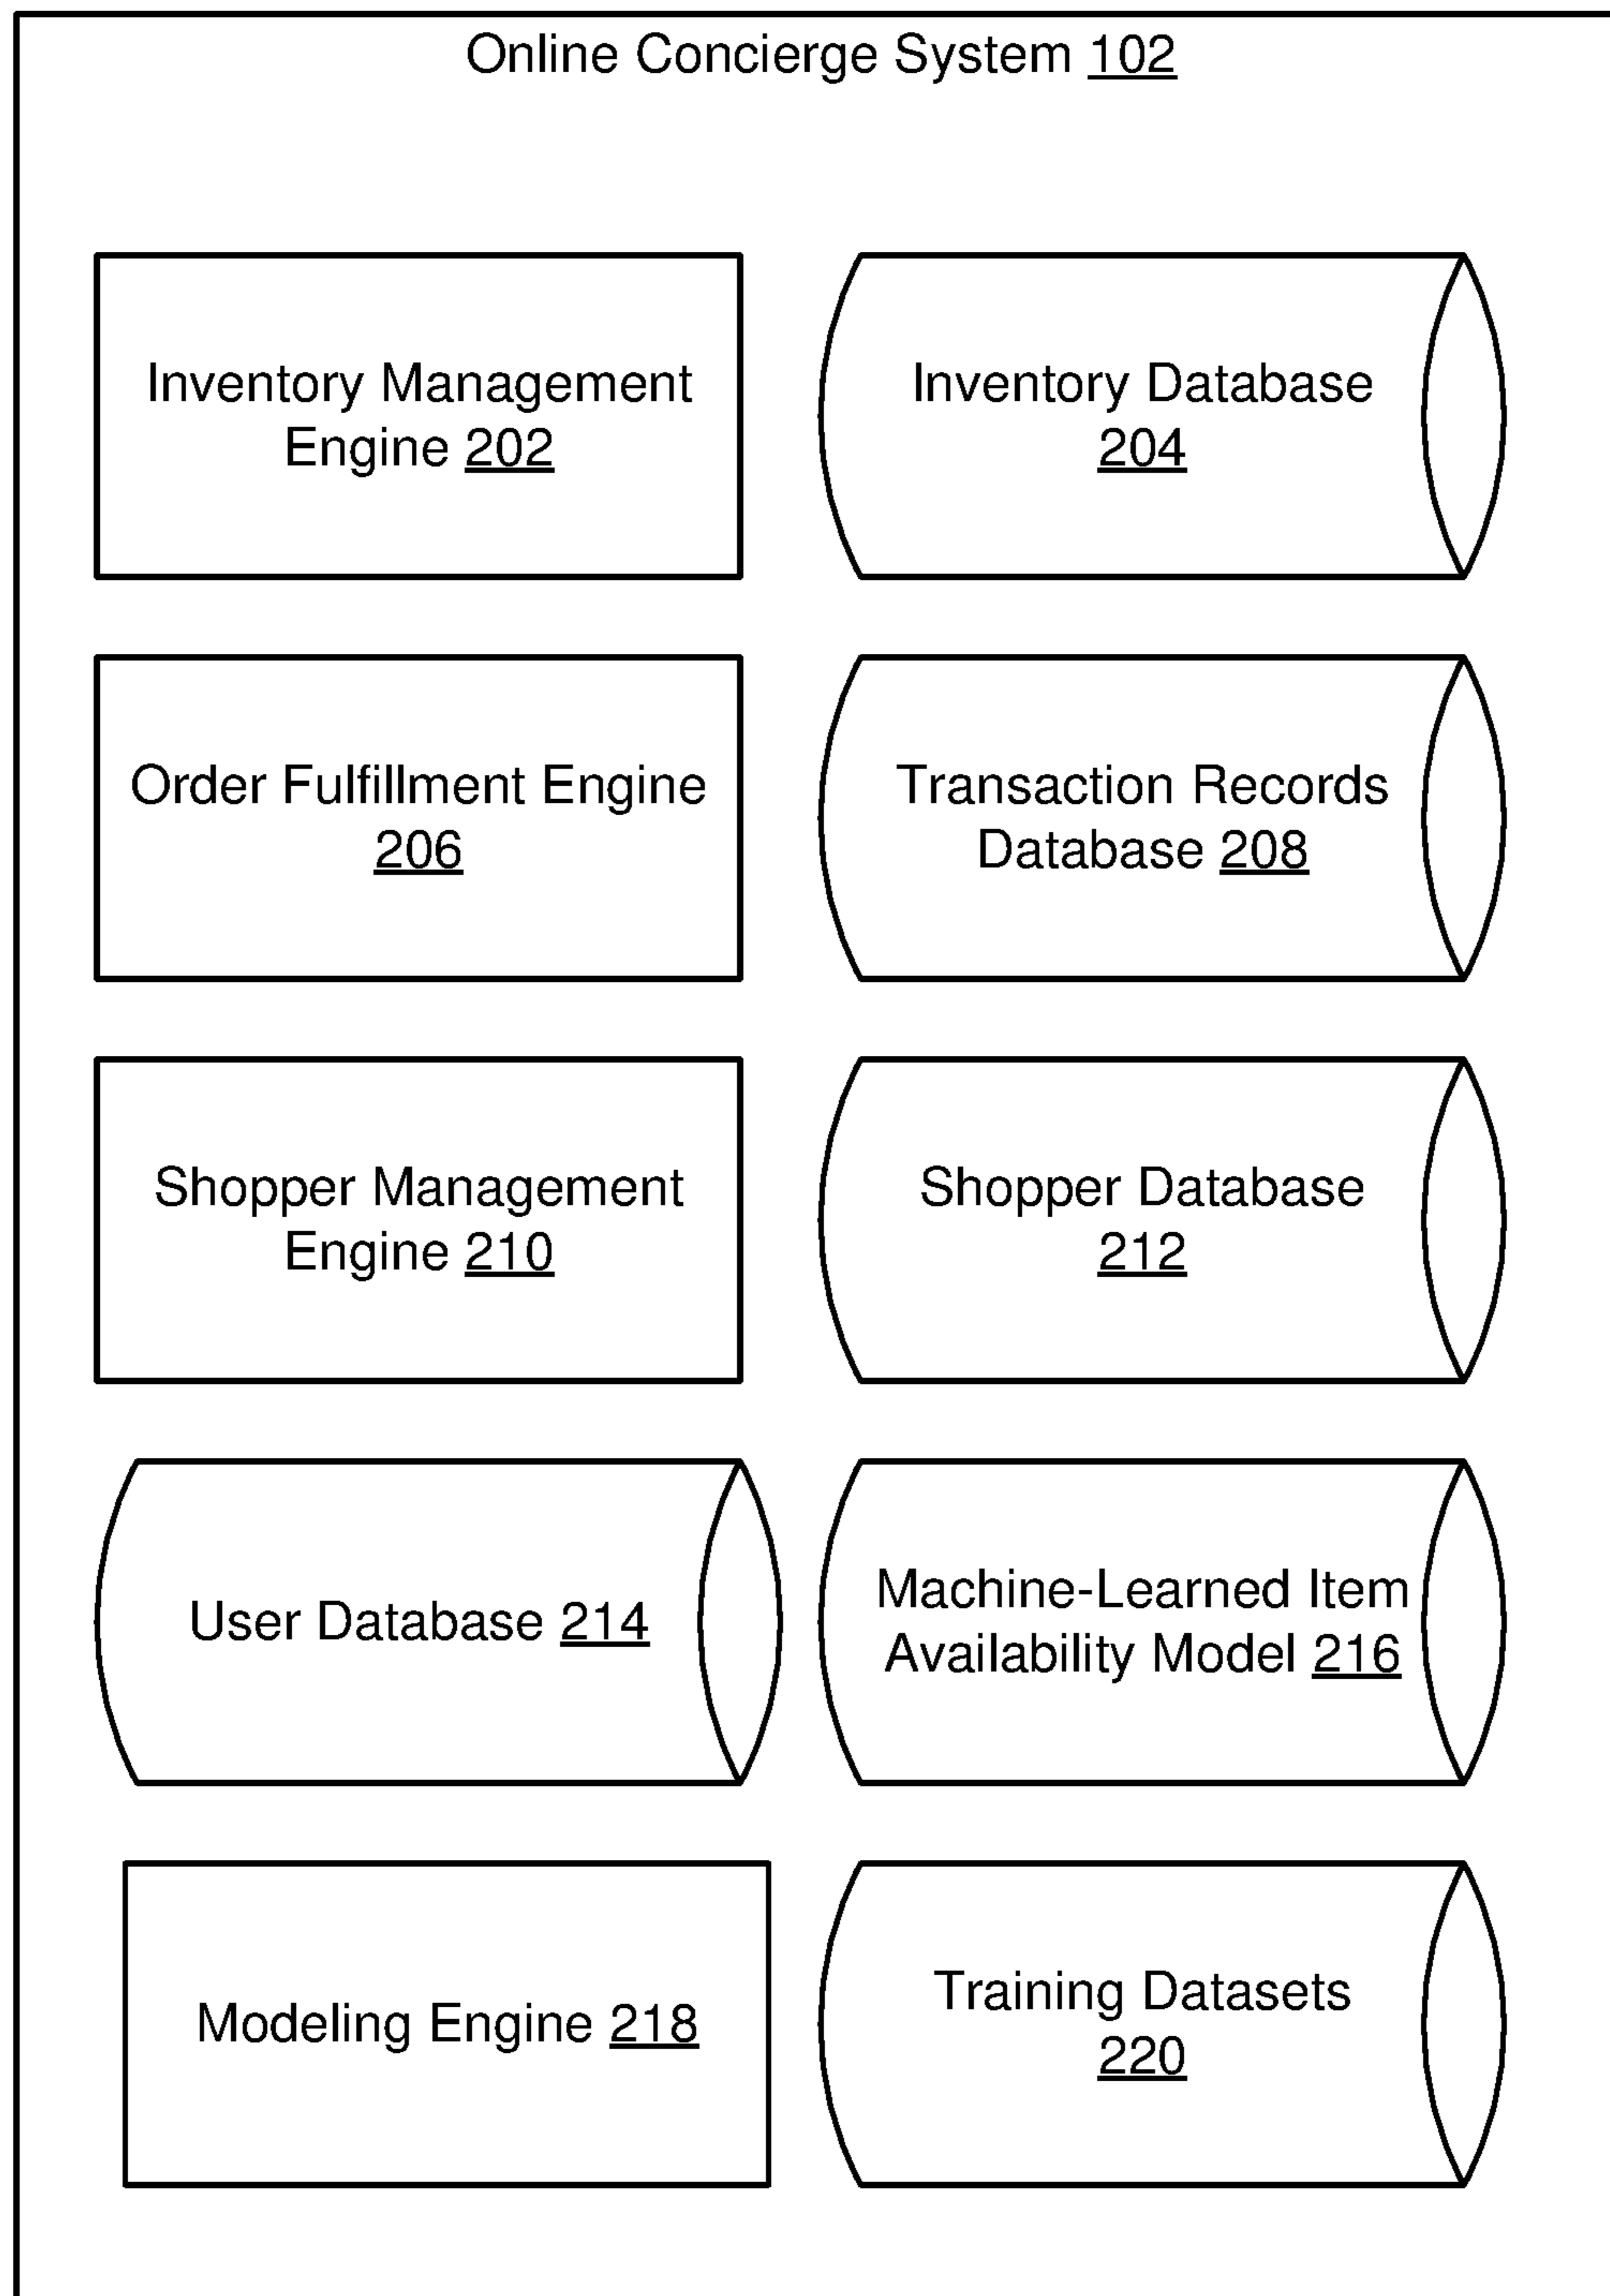 Online Concierge System 102
Inventory Management
Engine 202
Inventory Database
204
Order Fulfillment Engine
206
Transaction Records
Database 208
Shopper Management
Engine 210
Shopper Database
212
User Database 214
Machine-Learned Item
Availability Model 216
Modeling Engine 218
Training Datasets
220